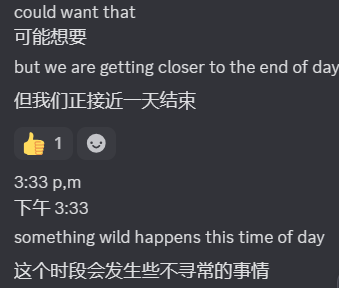 could want that
可能想要
but we are getting closer to the end of day
但我们正接近一天结束
1
3:33 p,m
下午 3:33
something wild happens this time of day
这个时段会发生些不寻常的事情